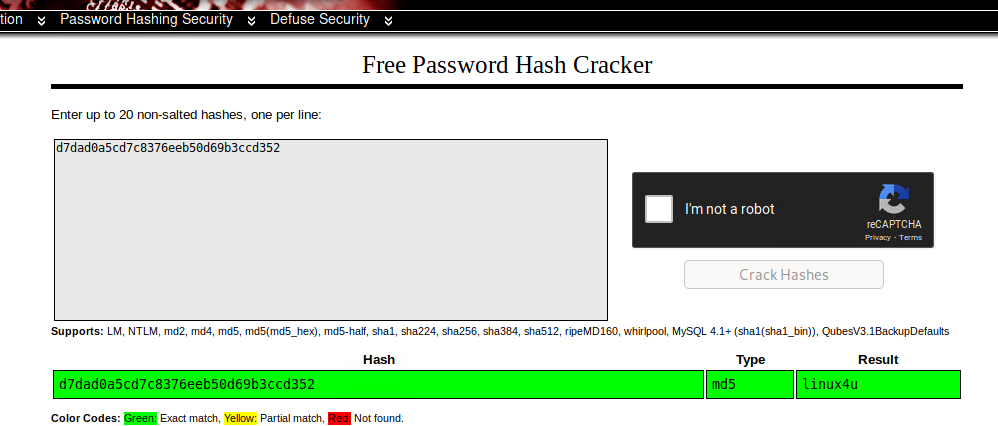 tion Password Hashing Security Defuse Security
Free Password Hash Cracker
Enter up to 20 non-salted hashes, one per line:
d7dad0a5cd7c8376eeb50d69b3ccd352
I'm not a robot
reCAPTCHA
Privacy - Terms
Crack Hashes
Supports: LM, NTLM, md2, md4, md5, md5(md5_hex), md5-half, sha1, sha224, sha256, sha384, sha512, ripeMD160, whirlpool, MySQL 4.1+ (sha1(sha1_bin)), QubesV3.1BackupDefaults
Hash Type Result
d7dad0a5cd7c8376eeb50d69b3ccd352 md5 linux4u
Color Codes: Green: Exact match, Yellow: Partial match, Red: Not found.